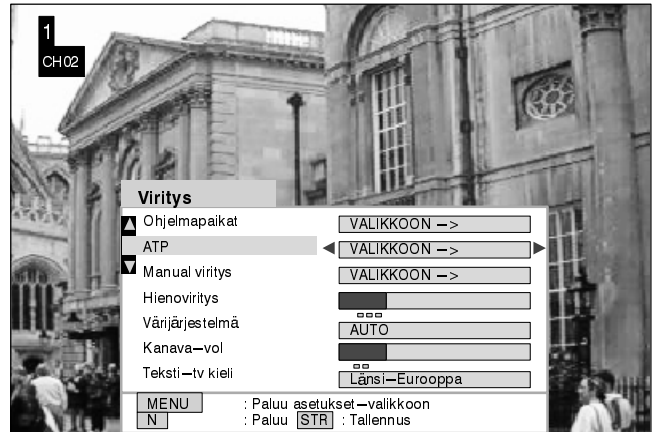 1
CH02
Viritys
Ohjelmapaikat VALIKKOON –>
ATP VALIKKOON –>
Manual viritys VALIKKOON –>
Hienoviritys
Värijärjestelmä AUTO
Kanava–vol
Teksti–tv kieli Länsi–Eurooppa
MENU : Paluu asetukset–valikkoon
N : Paluu STR : Tallennus